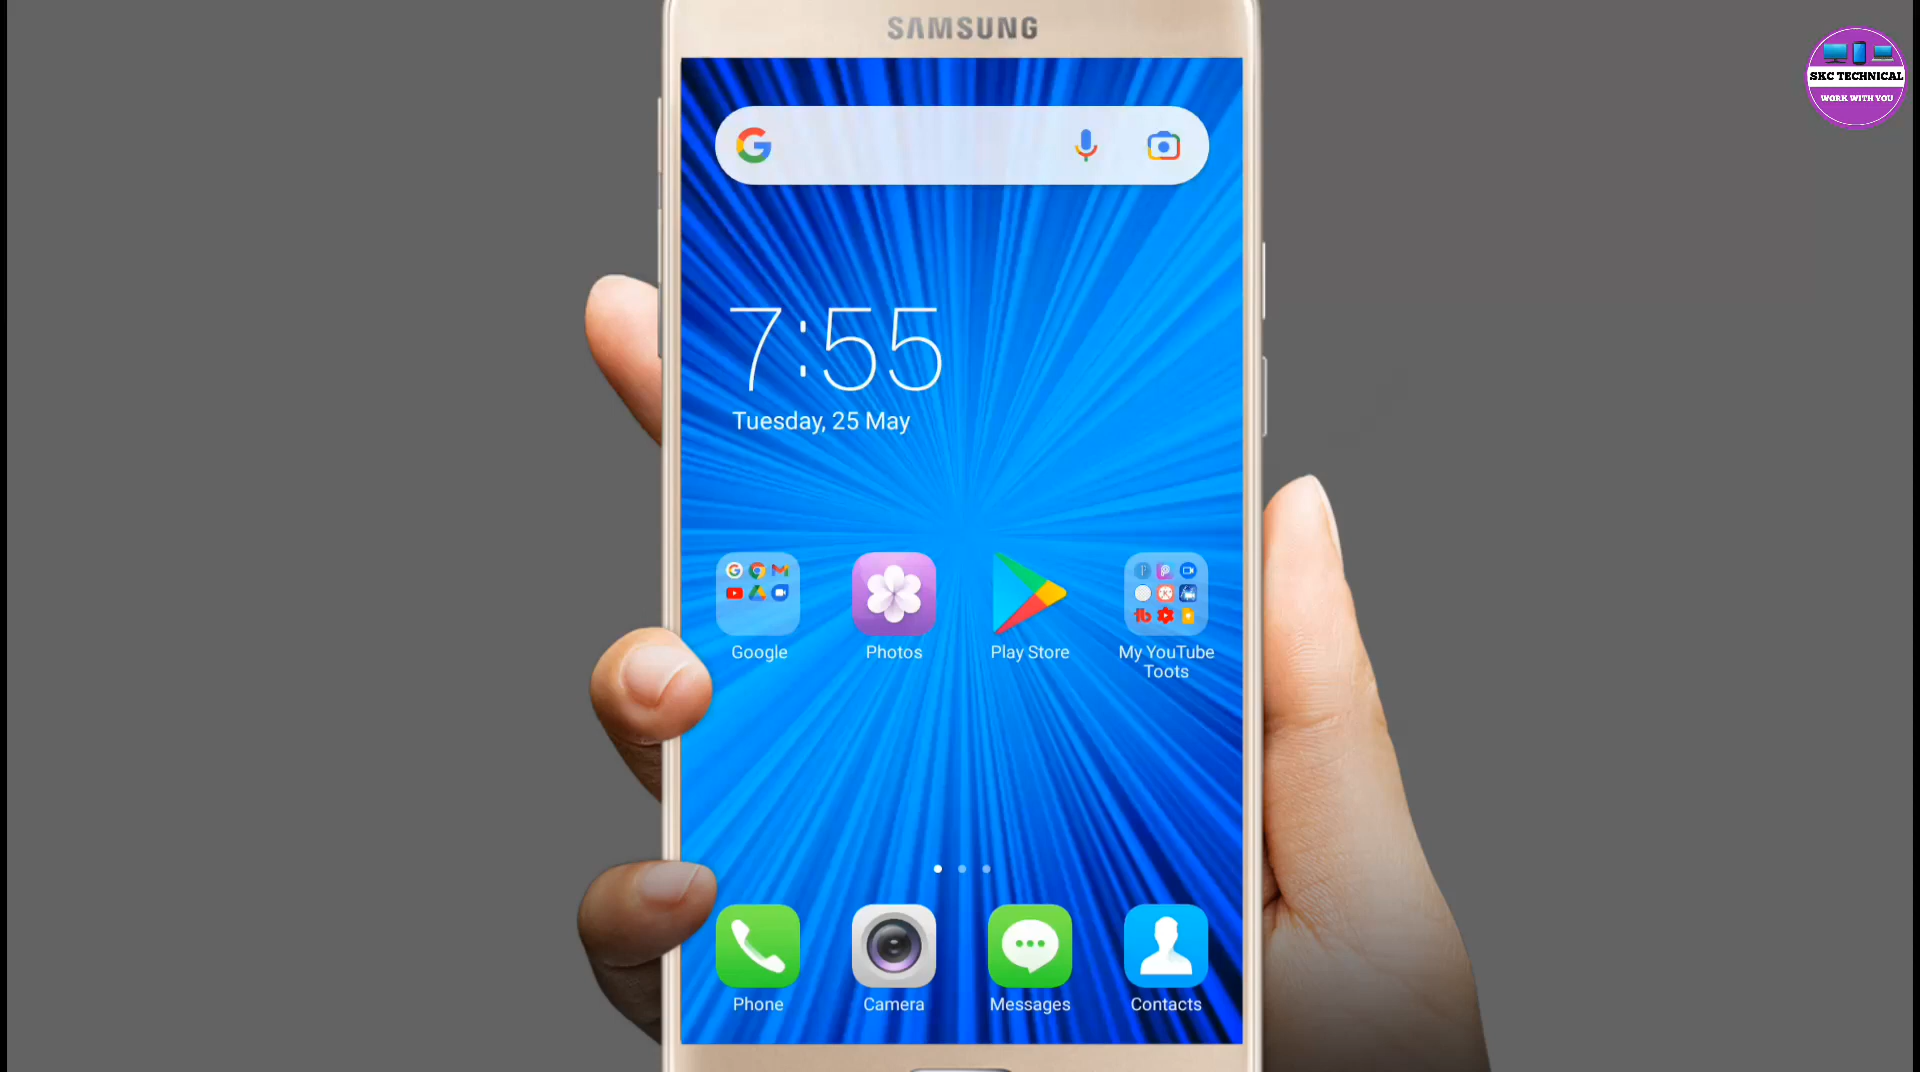 SAMSUNG
SKC TECHNICAL
WORK WITH YOU
7:55
Tuesday, 25 May
Google
Photos
Play Store
My YouTube
Toots
Phone
Camera
Messages
Contacts